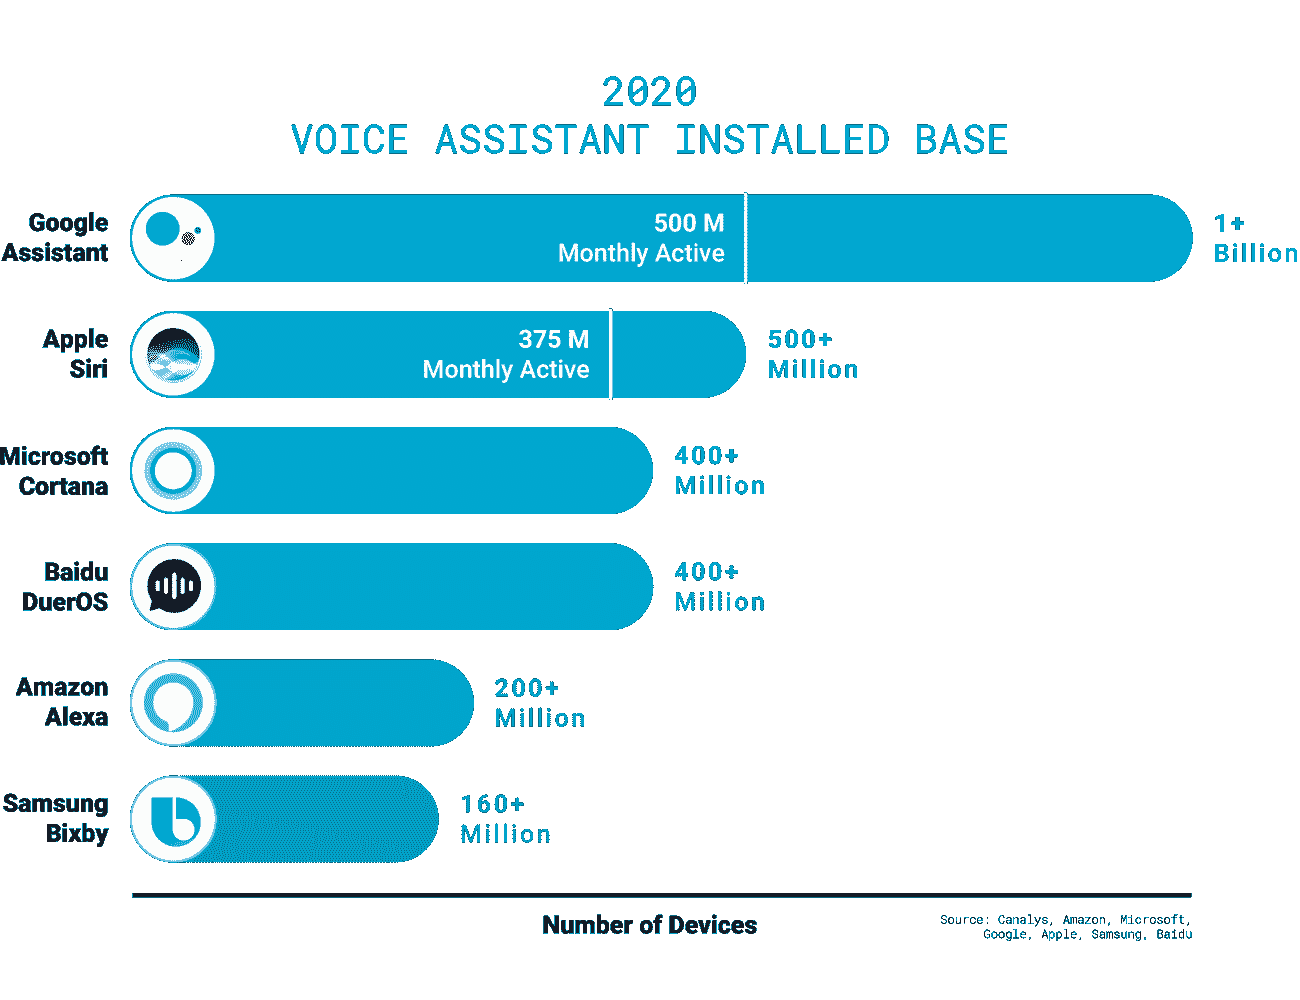 2020
VOICE ASSISTANT INSTALLED BASE
Google
Assistant
500 M
Monthly Active
1+
Billion
Apple
Siri
375 M
Monthly Active
500+
Million
Microsoft
Cortana
400+
Million
Baidu
DuerOS
400+
Million
Amazon
Alexa
200+
Million
Samsung
Bixby
160+
Million
Number of Devices
Source: Canalys, Amazon, Microsoft,
Google, Apple, Samsung, Baidu